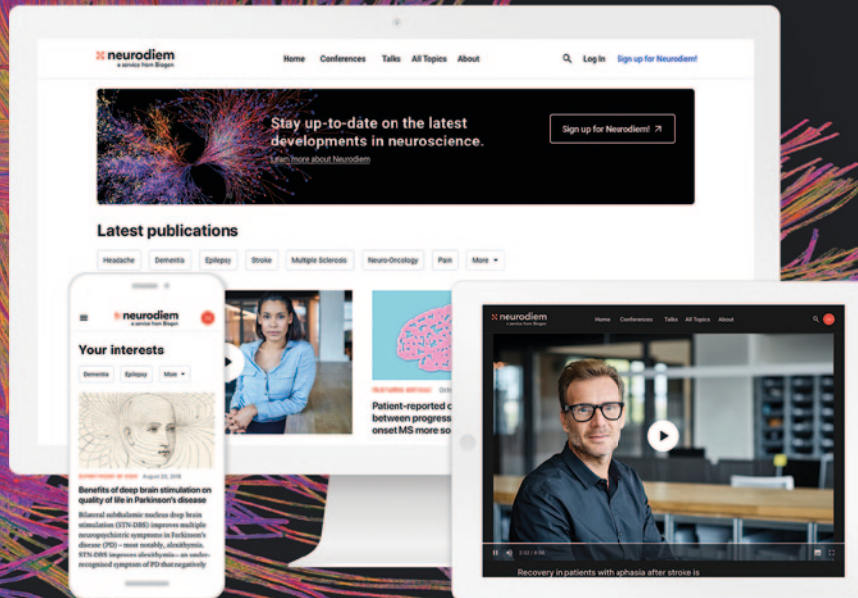 neurodiem
a service from Biogen
Home Conferences Talks All Topics About
Log In Sign up for Neurodiem!
Stay up-to-date on the latest
developments in neuroscience.
Learn more about Neurodiem
Sign up for Neurodiem!
Latest publications
Headache Dementia Epilepsy Stroke Multiple Sclerosis Neuro-Oncology Pain More
Patient-reported
between progress
onset MS more so
neurodiem
a service from Biogen
Your interests
Dementia Epilepsy More
August 23, 2018
Benefits of deep brain stimulation on
quality of life in Parkinson's disease
Bilateral subthalamic nucleus deep brain
stimulation (STN-DBS) improves multiple
neuropsychiatric symptoms in Parkinson's
disease (PD) – most notably, alexithymia.
STN-DBS improves alexithymia– an under-
recognised symptom of PD that negatively
neurodiem
a service from Biogen
Home Conferences Talks All Topics About
Recovery in patients with aphasia after stroke is